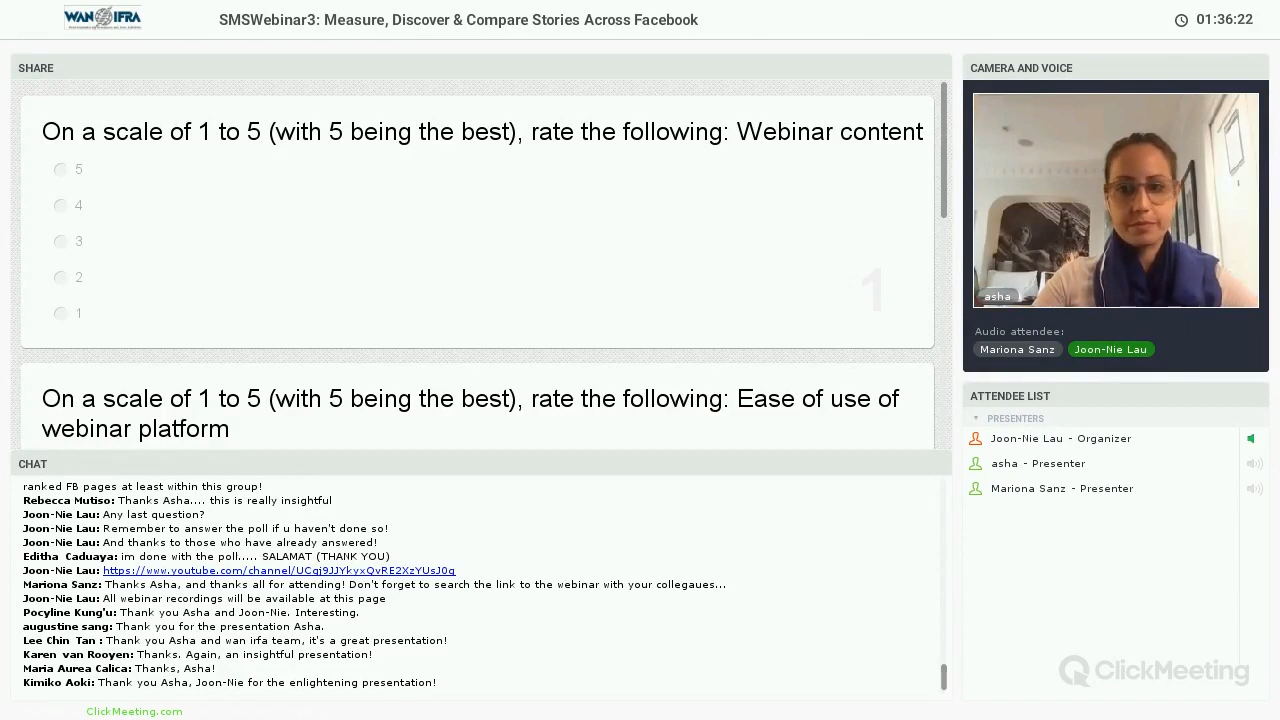 WAN IFRA
SMSWebinar3: Measure, Discover & Compare Stories Across Facebook
01:36:22
SHARE
On a scale of 1 to 5 (with 5 being the best), rate the following: Webinar content
5
4
3
2
1
1
On a scale of 1 to 5 (with 5 being the best), rate the following: Ease of use of
webinar platform
CHAT
ranked FB pages at least within this group!
Rebecca Mutiso: Thanks Asha.... this is really insightful
Joon-Nie Lau: Any last question?
Joon-Nie Lau: Remember to answer the poll if u haven't done so!
Joon-Nie Lau: And thanks to those who have already answered!
Editha Caduaya: im done with the poll..... SALAMAT (THANK YOU)
Joon-Nie Lau: https://www.youtube.com/channel/UCqj9JJYkyxQvRE2XzYUsJ0g
Mariona Sanz: Thanks Asha, and thanks all for attending! Don't forget to search the link to the webinar with your collegaues...
Joon-Nie Lau: All webinar recordings will be available at this page
Pocyline Kung'u: Thank you Asha and Joon-Nie. Interesting.
augustine sang: Thank you for the presentation Asha.
Lee Chin Tan : Thank you Asha and wan irfa team, it's a great presentation!
Karen van Rooyen: Thanks. Again, an insightful presentation!
Maria Aurea Calica: Thanks, Asha!
Kimiko Aoki: Thank you Asha, Joon-Nie for the enlightening presentation!
ClickMeeting.com
CAMERA AND VOICE
asha
Audio attendee:
Mariona Sanz Joon-Nie Lau
ATTENDEE LIST
PRESENTERS
Joon-Nie Lau - Organizer
asha - Presenter
Mariona Sanz - Presenter
ClickMeeting